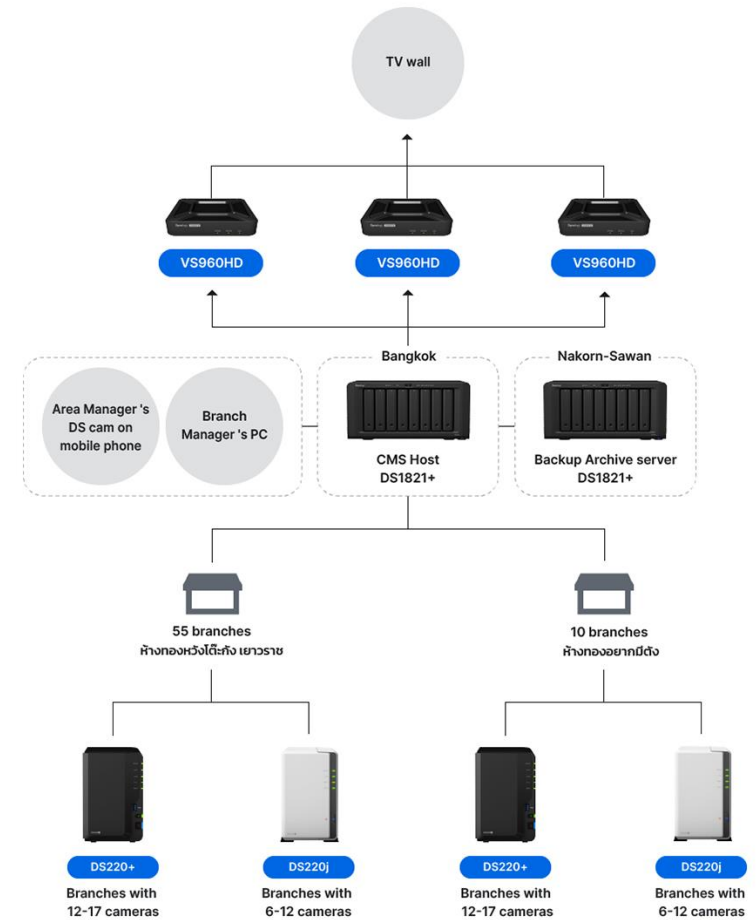 TV wall
VS960HD
VS960HD
VS960HD
Bangkok
Nakorn-Sawan
Area Manager 's
DS cam on
mobile phone
Branch
Manager 's PC
CMS Host
DS1821+
Backup Archive server
DS1821+
55 branches
ห้างทองหวังโต๊ะกัง เยาวราช
10 branches
ห้างทองอยากมีตัง
DS220+
DS220j
DS220+
DS220j
Branches with
12-17 cameras
Branches with
6-12 cameras
Branches with
12-17 cameras
Branches with
6-12 cameras